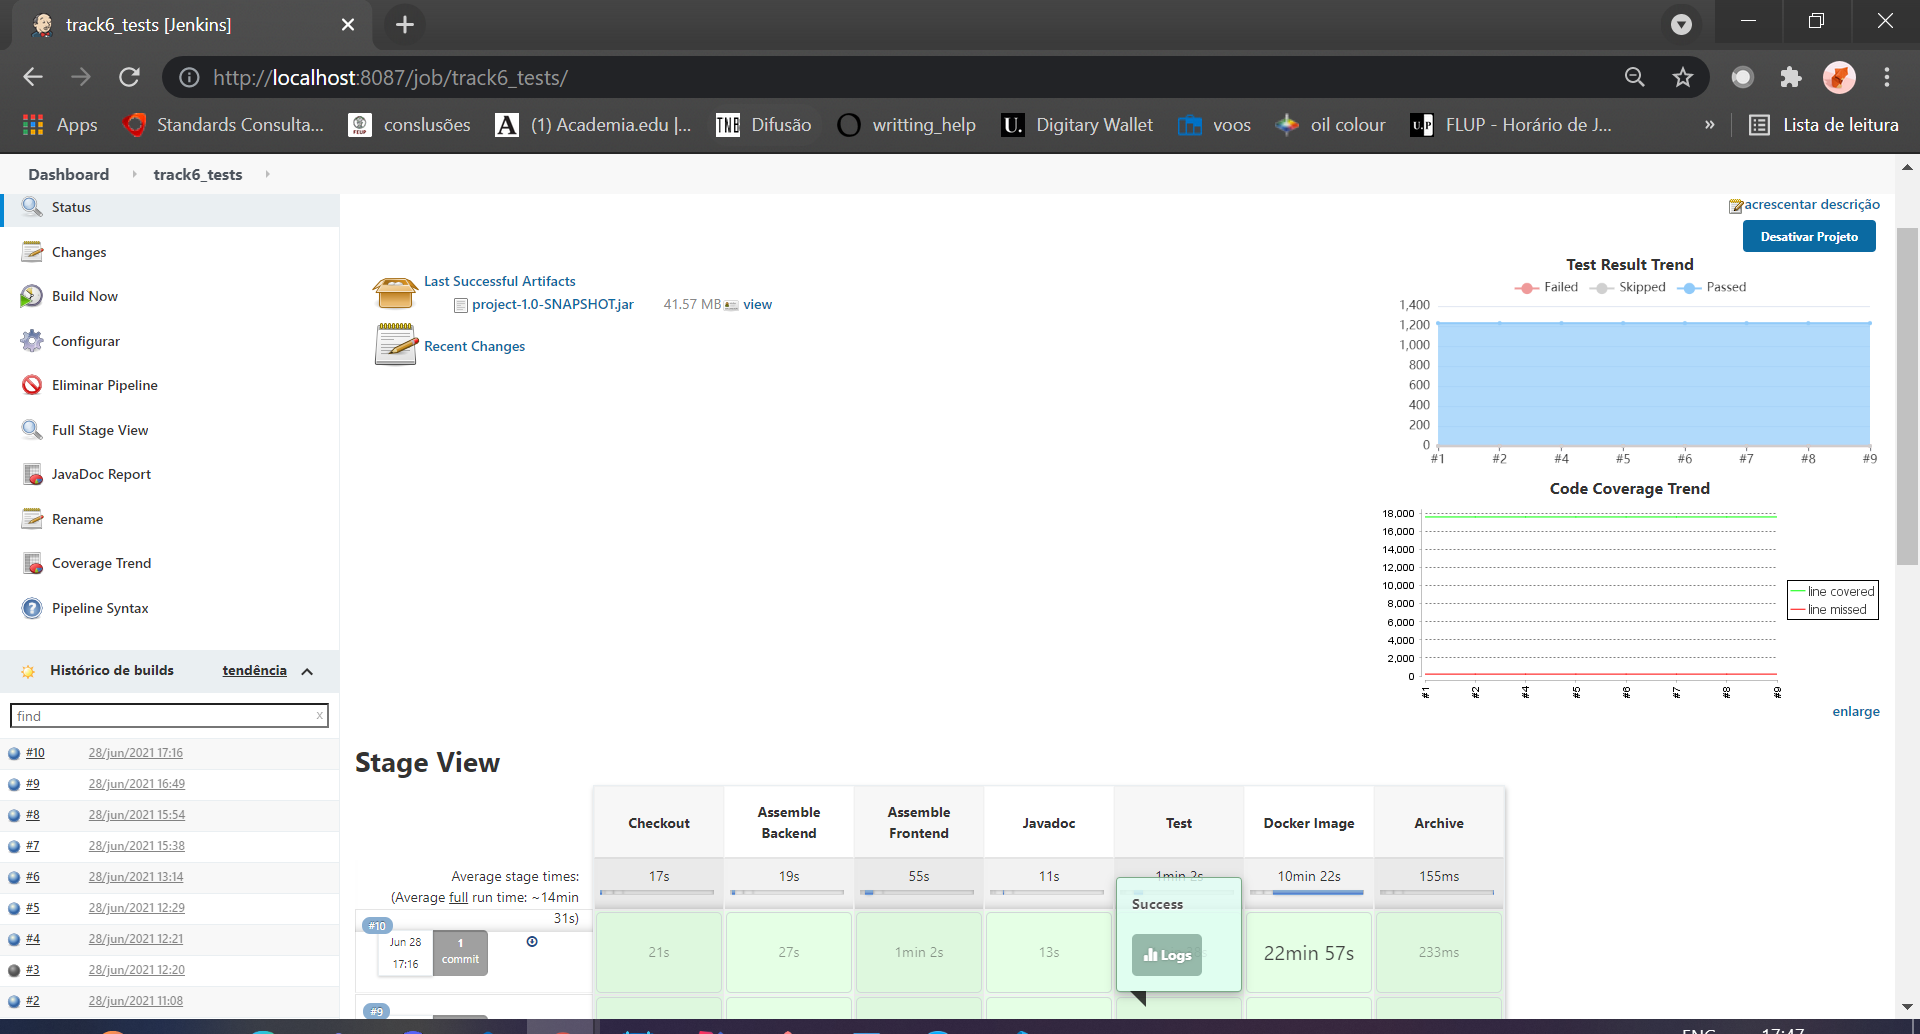 track6_tests [Jenkins]
http://localhost:8087/job/track6_tests/
Apps
Standards Consulta...
conslusões
(1) Academia.edu |...
TNB Difusão
writting_help
U. Digitary Wallet
voos
oil colour
U.P FLUP - Horário de J...
»
Lista de leitura
Dashboard
track6_tests
Status
Changes
Build Now
Configurar
Eliminar Pipeline
Full Stage View
JavaDoc Report
Rename
Coverage Trend
Pipeline Syntax
Histórico de builds tendência
find x
#10 28/jun/2021 17:16
#9 28/jun/2021 16:49
#8 28/jun/2021 15:54
#7 28/jun/2021 15:38
#6 28/jun/2021 13:14
#5 28/jun/2021 12:29
#4 28/jun/2021 12:21
#3 28/jun/2021 12:20
#2 28/jun/2021 11:08
acrescentar descrição
Desativar Projeto
Last Successful Artifacts
project-1.0-SNAPSHOT.jar 41.57 MB view
Recent Changes
Test Result Trend
Failed Skipped Passed
1,400
1,200
1,000
800
600
400
200
0
#1 #2 #4 #5 #6 #7 #8 #9
Code Coverage Trend
18,000
16,000
14,000
12,000
10,000
8,000
6,000
4,000
2,000
0
#1 #2 #4 #5 #6 #7 #8 #9
line covered
line missed
enlarge
Stage View
Checkout
Assemble
Backend
Assemble
Frontend
Javadoc
Test
Docker Image
Archive
Average stage times:
(Average full run time: ~14min
31s)
17s 19s 55s 11s 1min 2s 10min 22s 155ms
#10
Jun 28
17:16
1
commit
21s 27s 1min 2s 13s 22min 57s 233ms
Success
Logs
#9